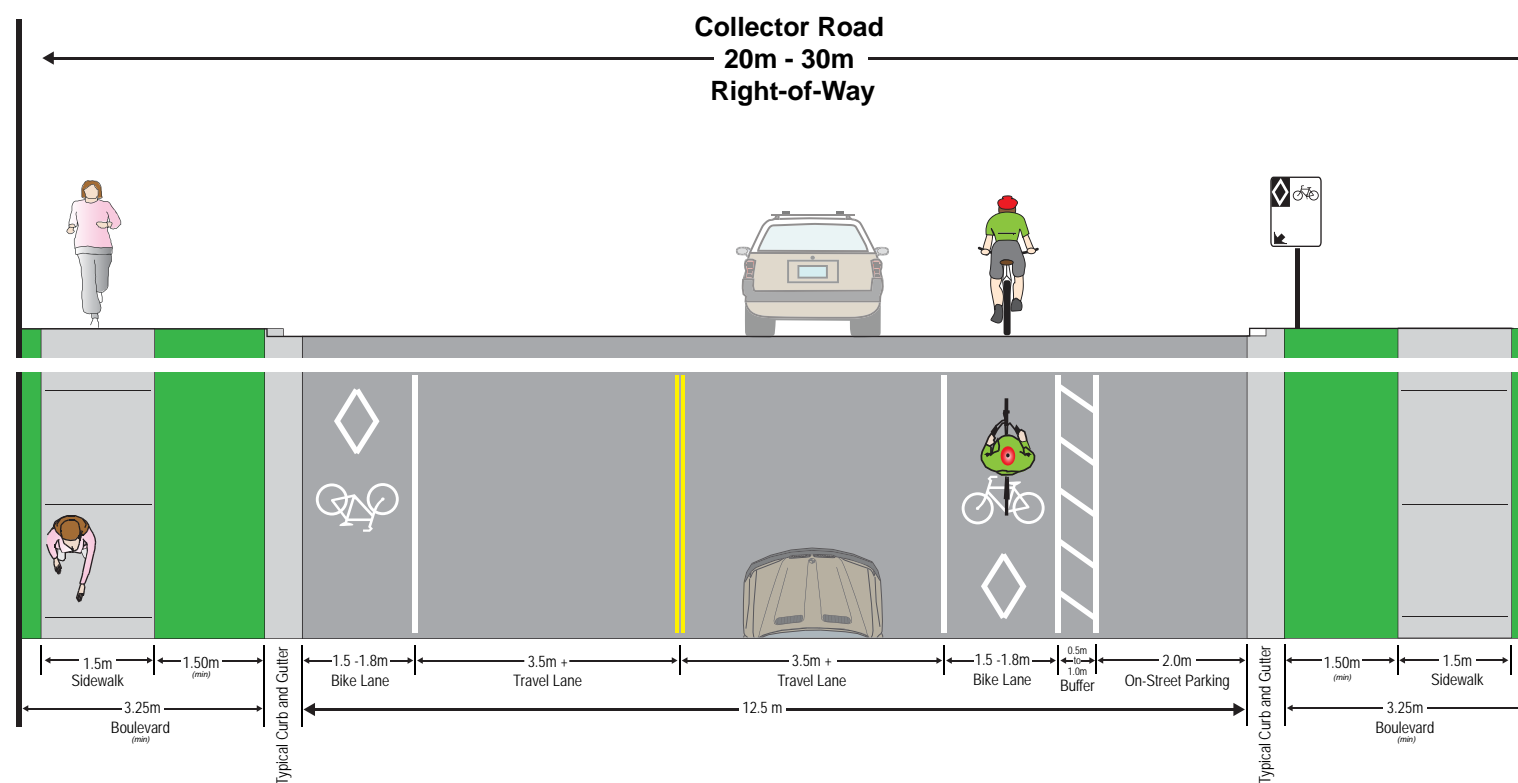 Collector Road
20m - 30m
Right-of-Way
1.5m
Sidewalk
1.50m
(min)
3.25m
Boulevard
(min)
Typical Curb and Gutter
1.5 -1.8m
Bike Lane
3.5m +
Travel Lane
3.5m +
Travel Lane
1.5 -1.8m
Bike Lane
0.5m
to
1.0m
Buffer
2.0m
On-Street Parking
12.5 m
Typical Curb and Gutter
1.50m
(min)
1.5m
Sidewalk
3.25m
Boulevard
(min)